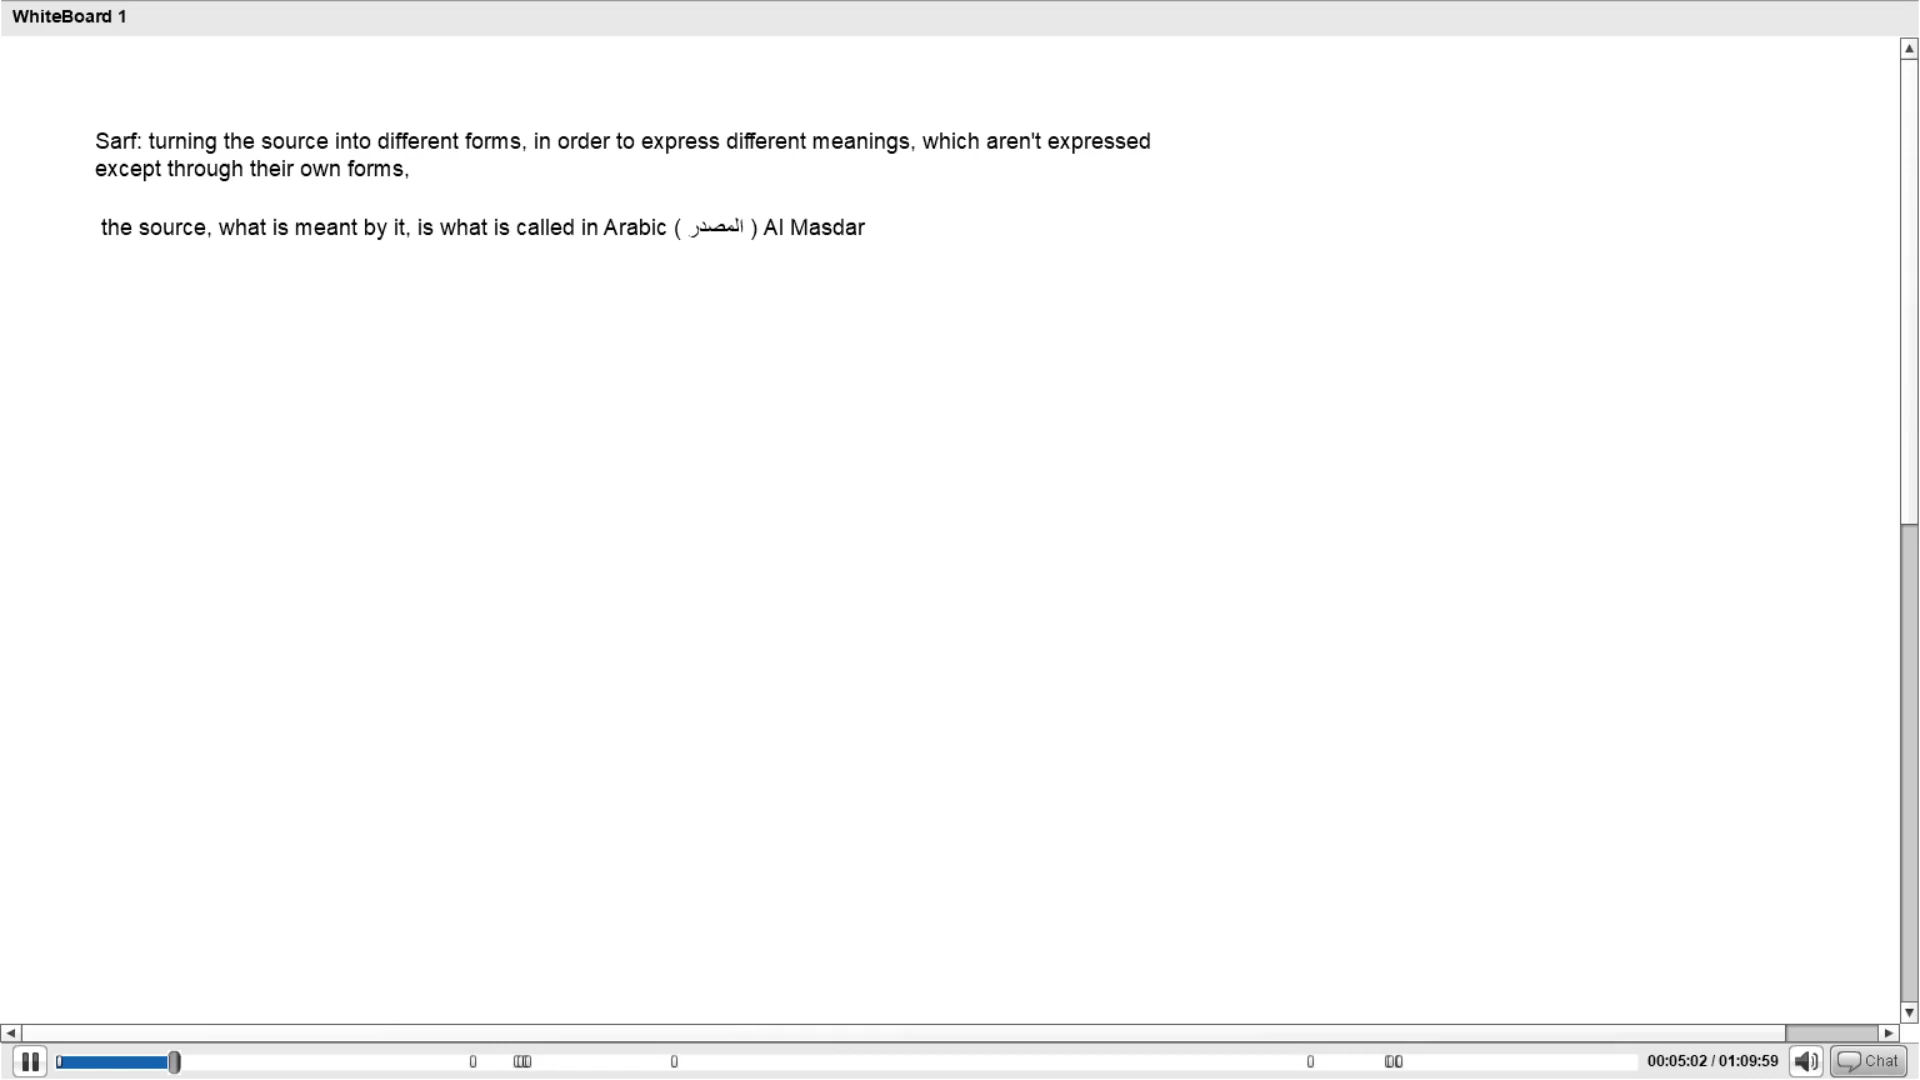 WhiteBoard 1
Sarf: turning the source into different forms, in order to express different meanings, which aren't expressed
except through their own forms,
the source, what is meant by it, is what is called in Arabic ( المصدر ) Al Masdar
00:05:02 / 01:09:59
Chat